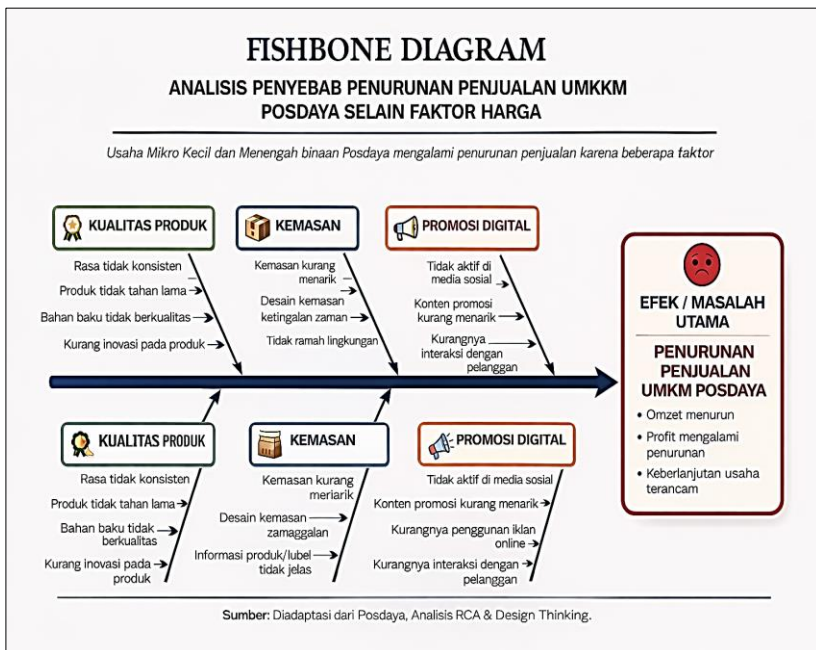 FISHBONE DIAGRAM
ANALISIS PENYEBAB PENURUNAN PENJUALAN UMKKM
POSDAYA SELAIN FAKTOR HARGA
Usaha Mikro Kecil dan Menengah binaan Posdaya mengalami penurunan penjualan karena beberapa faktor
KUALITAS PRODUK
Rasa tidak konsisten
Produk tidak tahan lama
Bahan baku tidak berkualitas
Kurang inovasi pada produk
KEMASAN
Kemasan kurang
menarik
Desain kemasan
ketingalan zaman
Tidak ramah lingkungan
PROMOSI DIGITAL
Tidak aktif di
media sosial
Konten promosi
kurang menarik
Kurangnya
interaksi dengan
pelanggan
EFEK / MASALAH
UTAMA
PENURUNAN
PENJUALAN
UMKM POSDAYA
• Omzet menurun
• Profit mengalami
penurunan
• Keberlanjutan usaha
terancam
KUALITAS PRODUK
Rasa tidak konsisten
Produk tidak tahan lama
Bahan baku tidak
berkualitas
Kurang inovasi pada
produk
KEMASAN
Kemasan kurang
meriarik
Desain kemasan
zamaggalan
Informasi produk/lubel
tidak jelas
PROMOSI DIGITAL
Tidak aktif di media sosial
Konten promosi kurang menarik
Kurangnya penggunan iklan
online
Kurangnya interaksi dengan
pelanggan
Sumber: Diadaptasi dari Posdaya, Analisis RCA & Design Thinking.